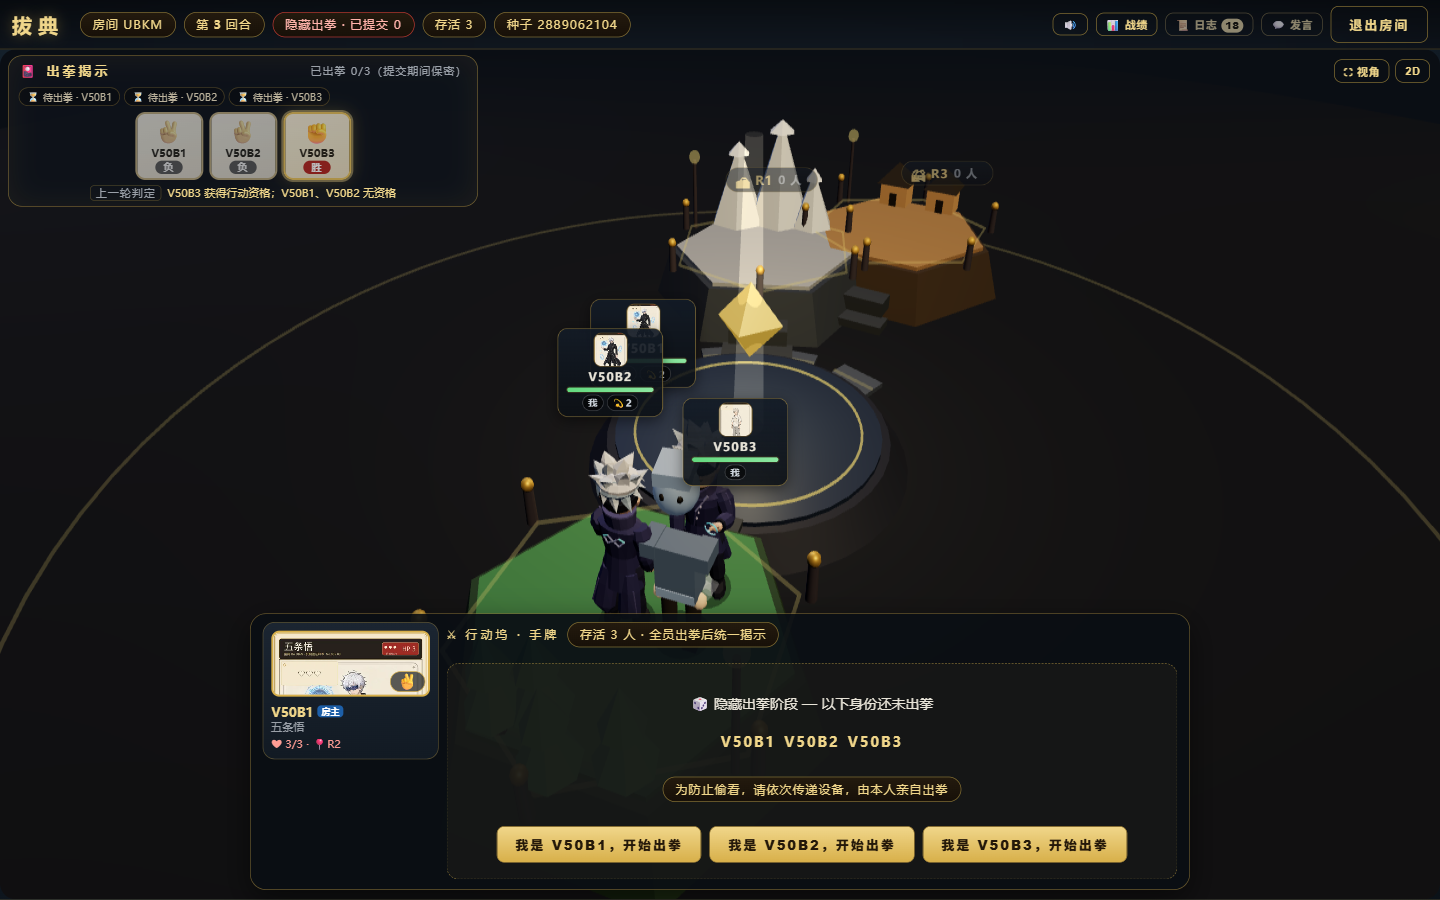 拔典
房间 UBKM
第 3 回合
隐藏出拳 · 已提交 0
存活 3
种子 2889062104
战绩
日志 18
发言
退出房间
出拳揭示
已出拳 0/3 (提交期间保密)
待出拳 · V50B1
待出拳 · V50B2
待出拳 · V50B3
V50B1
负
V50B2
负
V50B3
胜
上一轮判定
V50B3 获得行动资格；V50B1、V50B2 无资格
视角
2D
R1 0 人
R3 0 人
V50B2
我
2
V50B3
我
五条悟
HP 3
V50B1 房主
五条悟
3/3 · R2
行动坞 · 手牌
存活 3 人 · 全员出拳后统一揭示
隐藏出拳阶段 — 以下身份还未出拳
V50B1 V50B2 V50B3
为防止偷看，请依次传递设备，由本人亲自出拳
我是 V50B1，开始出拳
我是 V50B2，开始出拳
我是 V50B3，开始出拳